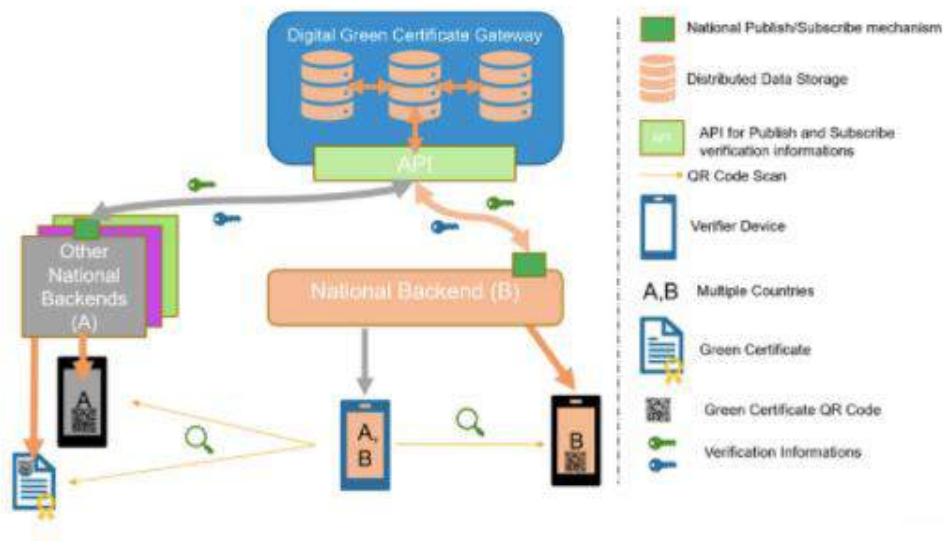 Digital Green Certificate Gateway
API
Other
National
Backends
(A)
National Backend (B)
A
A,
B
B
National Publish/Subscribe mechanism
Distributed Data Storage
API
API for Publish and Subscribe
verification informations
QR Code Scan
Verifier Device
A,B
Multiple Countries
Green Certificate
Green Certificate QR Code
Verification Informations